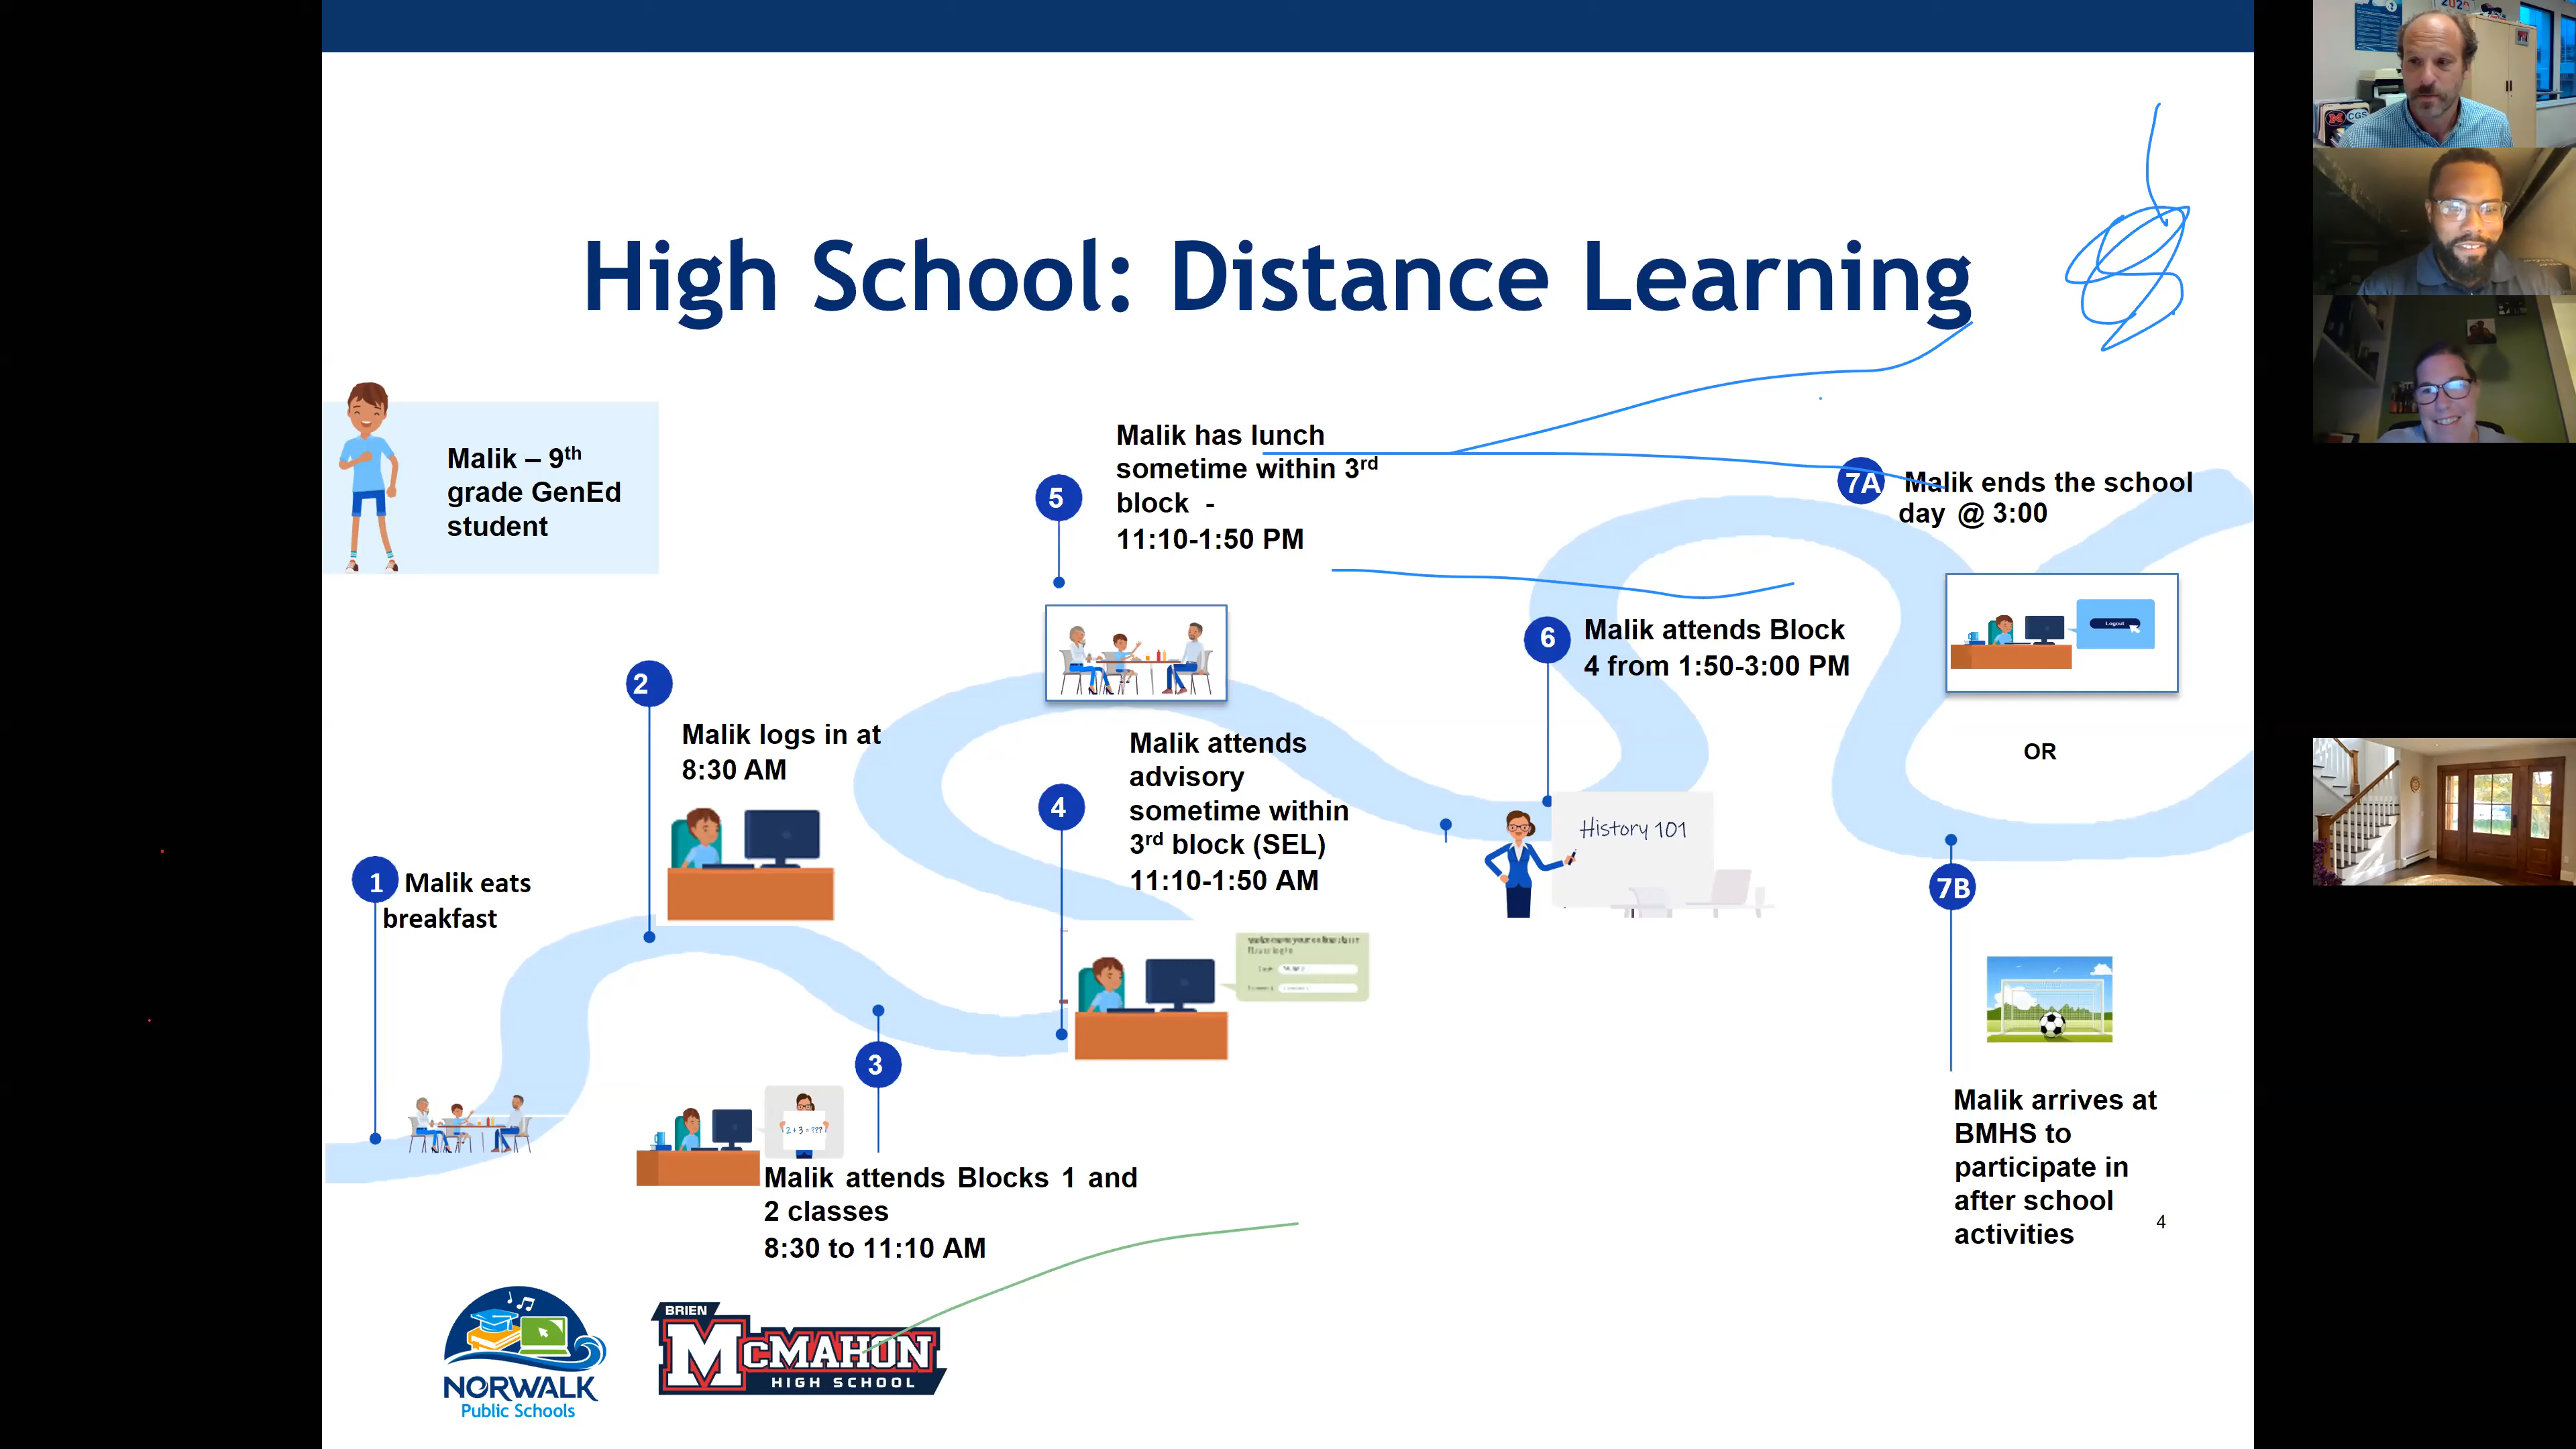 High School: Distance Learning
Malik – 9th
grade GenEd
student
1 Malik eats
breakfast
2
Malik logs in at
8:30 AM
3
2+3 = ???
Malik attends Blocks 1 and
2 classes
8:30 to 11:10 AM
4
Malik attends
advisory
sometime within
3rd block (SEL)
11:10-1:50 AM
5
Malik has lunch
sometime within 3rd
block -
11:10-1:50 PM
6
Malik attends Block
4 from 1:50-3:00 PM
History 101
7A Malik ends the school
day @ 3:00
Logout
OR
7B
Malik arrives at
BMHS to
participate in
after school
activities
4
NORWALK
Public Schools
BRIEN
MCMAHON
HIGH SCHOOL
2020
M CGS